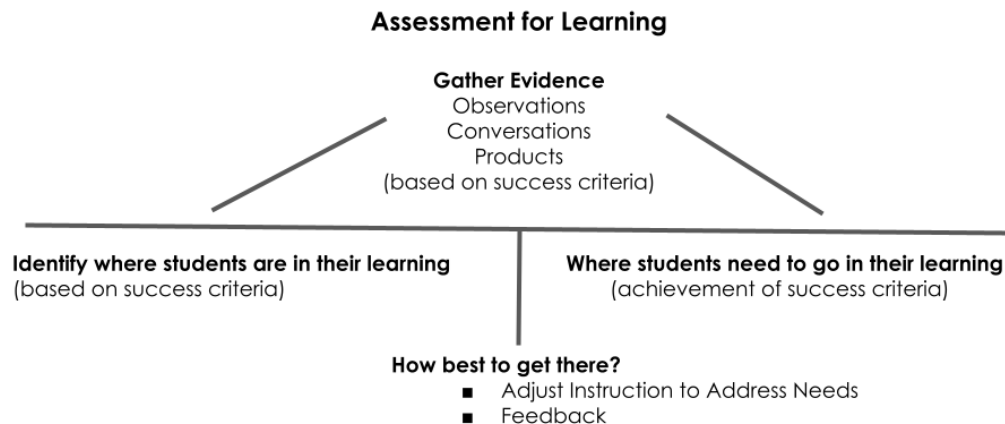 Assessment for Learning
Gather Evidence
Observations
Conversations
Products
(based on success criteria)
Identify where students are in their learning
(based on success criteria)
Where students need to go in their learning
(achievement of success criteria)
How best to get there?
■ Adjust Instruction to Address Needs
■ Feedback